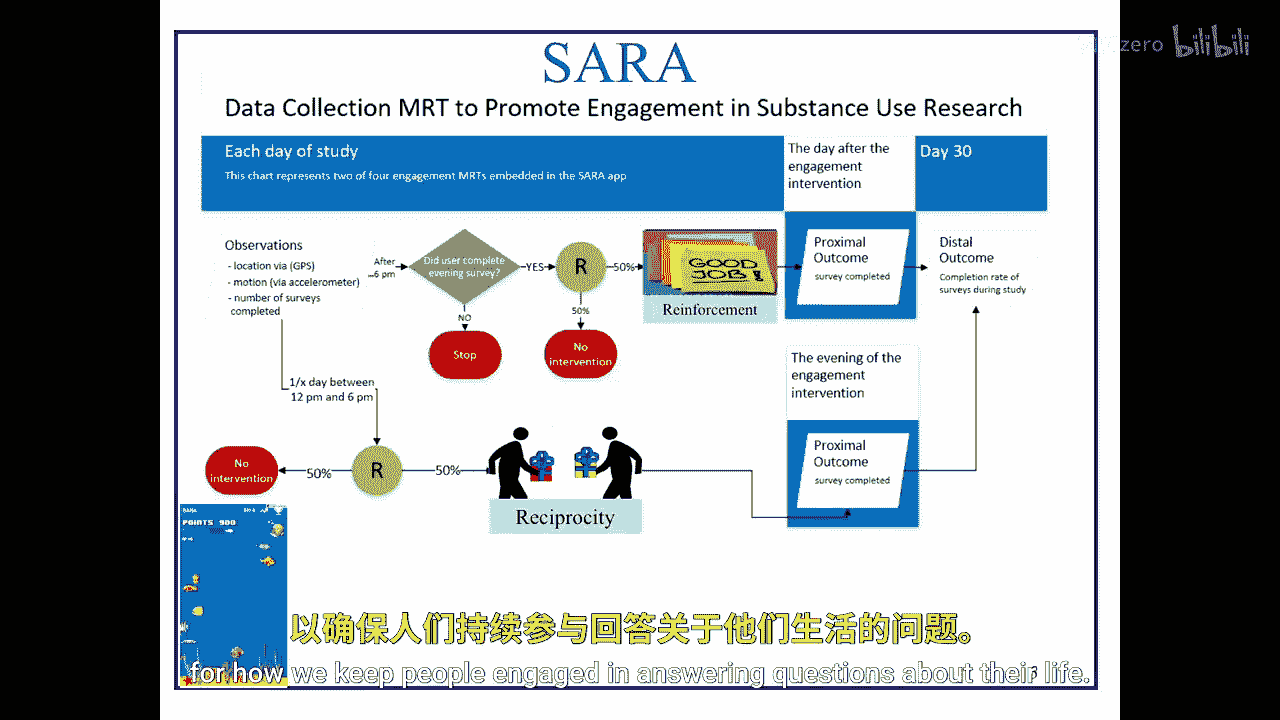 zero bilibili
SARA
Data Collection MRT to Promote Engagement in Substance Use Research
Each day of study
This chart represents two of four engagement MRTs embedded in the SARA app
The day after the
engagement
intervention
Day 30
Observations
- location via (GPS)
- motion (via accelerometer)
- number of surveys
completed
After
6 pm
Did user complete
evening survey?
YES
R
50%
GOOD
JOB!
Reinforcement
Proximal
Outcome
survey completed
Distal
Outcome
Completion rate of
surveys during study
NO
Stop
50%
No
intervention
1/x day between
12 pm and 6 pm
The evening of the
engagement
intervention
No
intervention
50%
R
50%
Reciprocity
Proximal
Outcome
survey completed
POINTS 900
以确保人们持续参与回答关于他们生活的问题。
for how we keep people engaged in answering questions about their life.